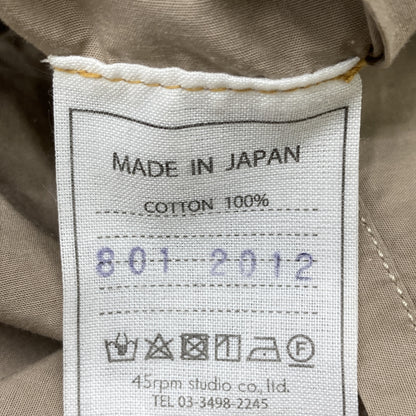 MADE IN JAPAN
COTTON 100%
801 2012
45rpm studio co., ltd.
TEL 03-3498-2245